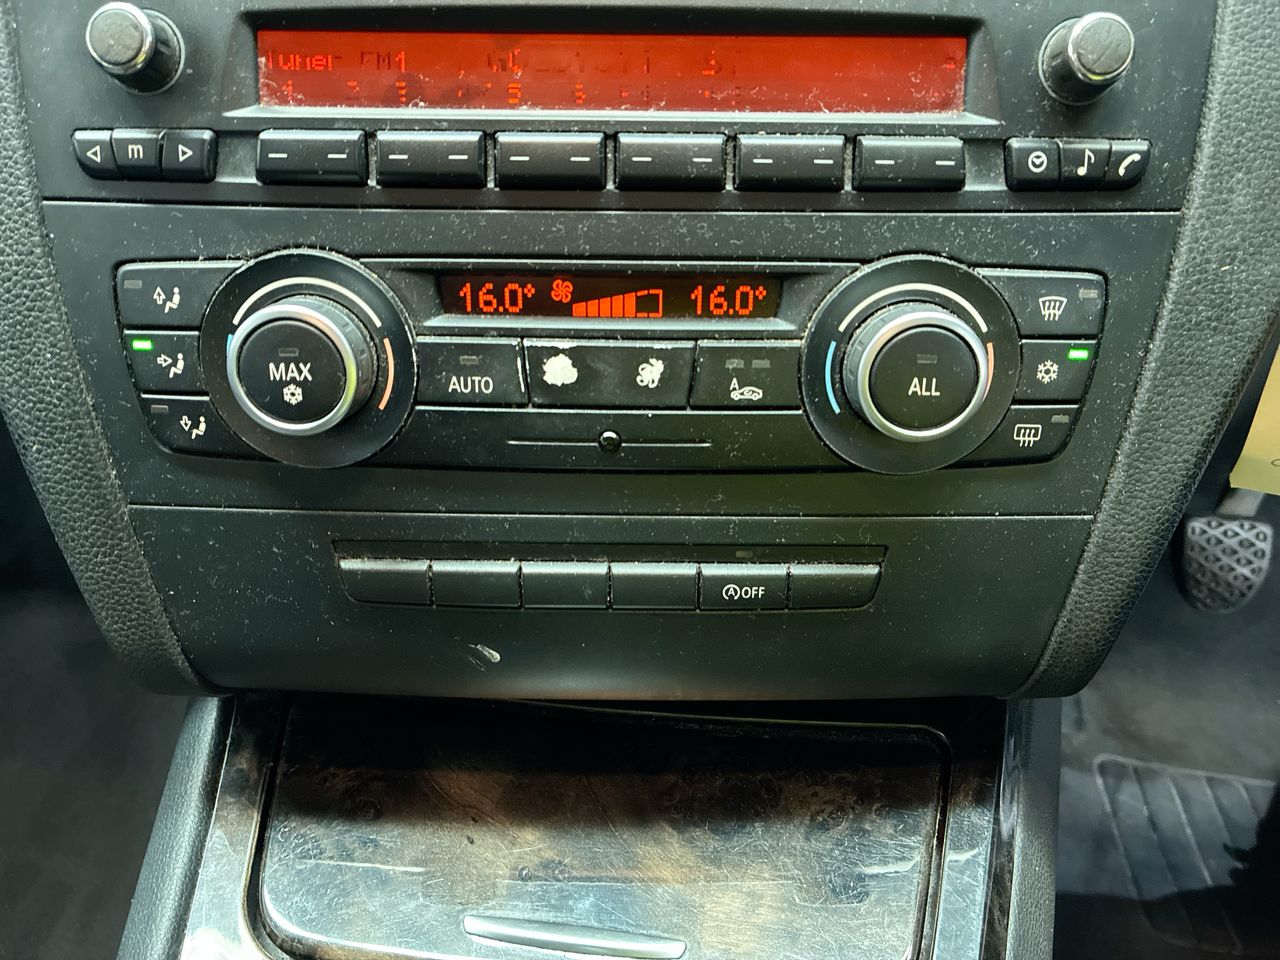 Tuner FM1
m
16.0° 16.0°
MAX
AUTO
A
ALL
A OFF